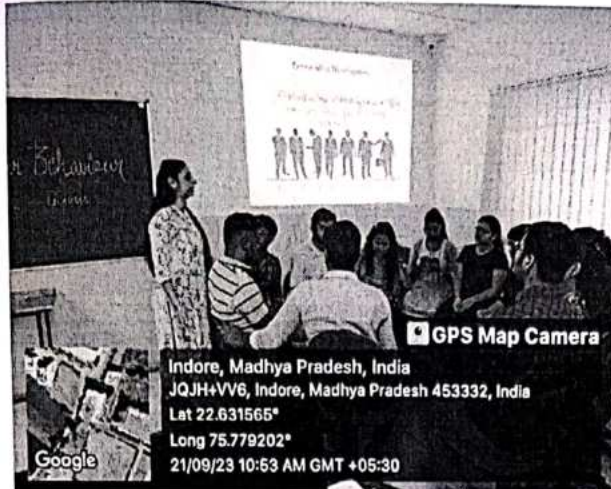 Behaviour
GPS Map Camera
Indore, Madhya Pradesh, India
JQJH+VV6, Indore, Madhya Pradesh 453332, India
Lat 22.631565°
Long 75.779202°
21/09/23 10:53 AM GMT +05:30
Google